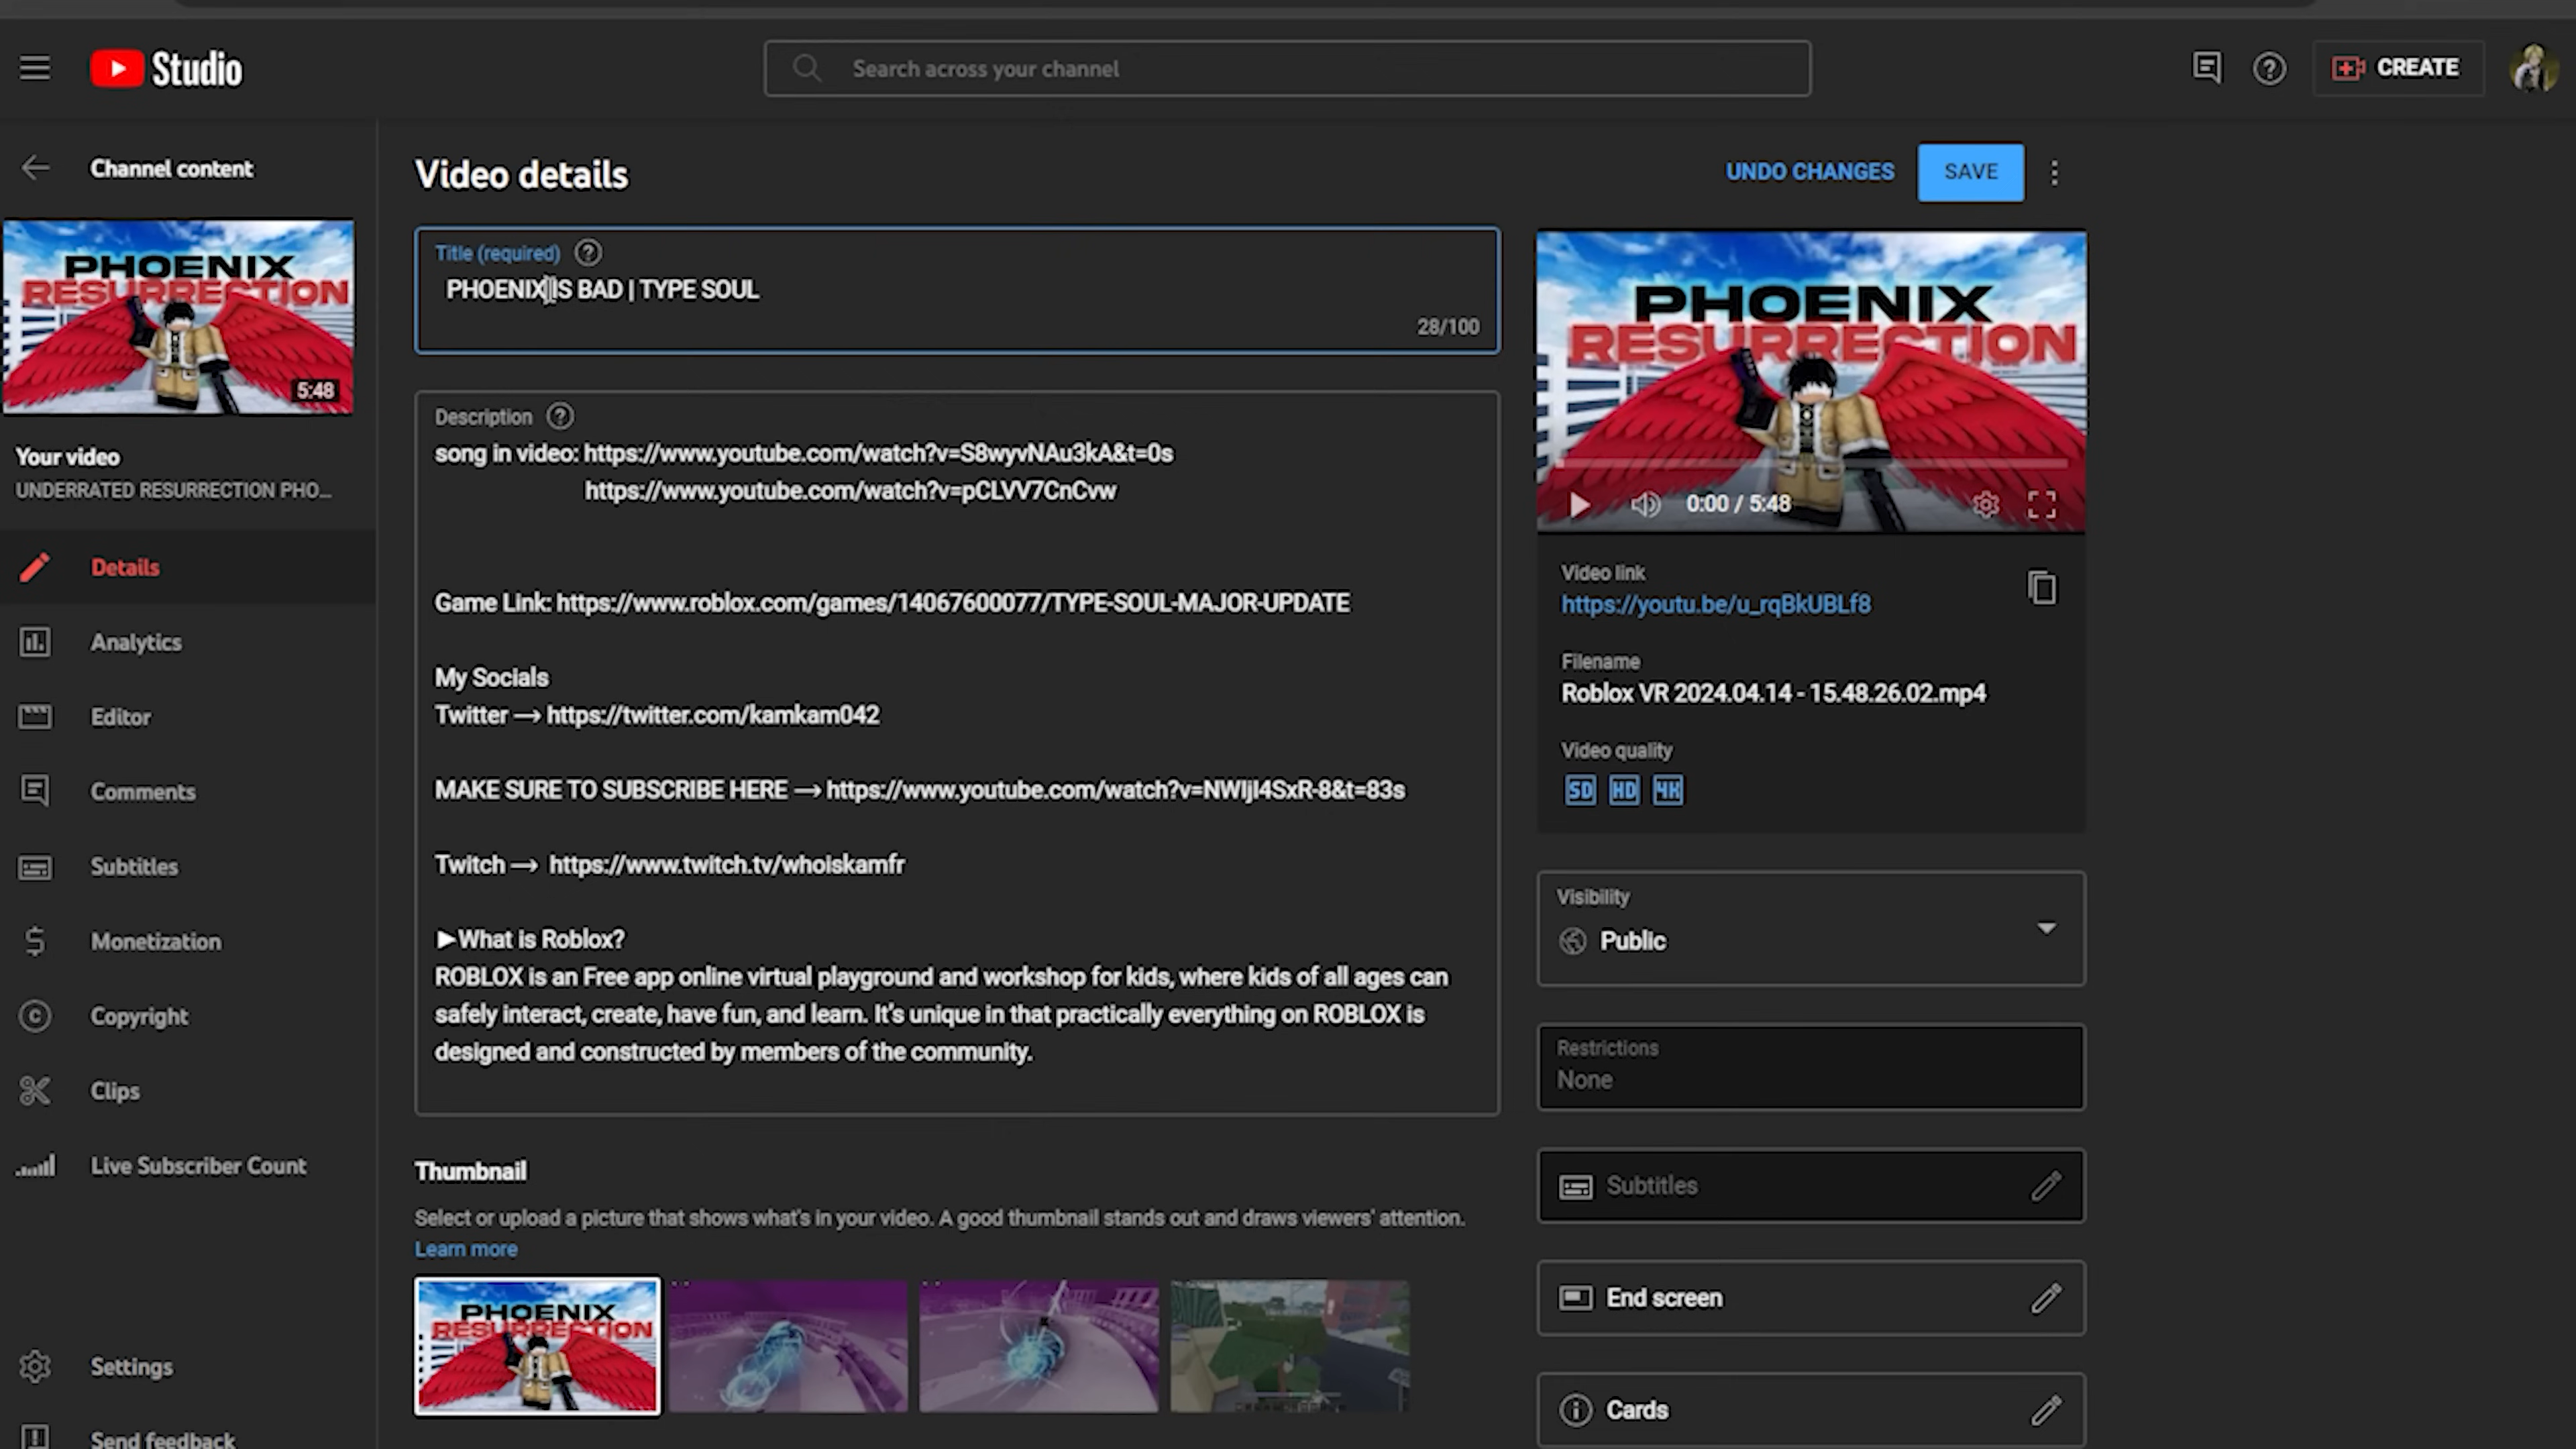 Studio
Search across your channel
CREATE
Channel content
Video details
UNDO CHANGES
SAVE
PHOENIX
RESURRECTION
5:48
Your video
UNDERRATED RESURRECTION PHO...
Details
Analytics
Editor
Comments
Subtitles
Monetization
Copyright
Clips
Live Subscriber Count
Settings
Send feedback
Title (required)
PHOENIX IS BAD | TYPE SOUL
28/100
Description
song in video: https://www.youtube.com/watch?v=S8wyvNAu3kA&t=0s
https://www.youtube.com/watch?v=pCLVV7CnCvw
Game Link: https://www.roblox.com/games/14067600077/TYPE-SOUL-MAJOR-UPDATE
My Socials
Twitter → https://twitter.com/kamkam042
MAKE SURE TO SUBSCRIBE HERE → https://www.youtube.com/watch?v=NWIjI4SxR-8&t=83s
Twitch → https://www.twitch.tv/whoiskamfr
►What is Roblox?
ROBLOX is an Free app online virtual playground and workshop for kids, where kids of all ages can
safely interact, create, have fun, and learn. It's unique in that practically everything on ROBLOX is
designed and constructed by members of the community.
Thumbnail
Select or upload a picture that shows what's in your video. A good thumbnail stands out and draws viewers' attention.
Learn more
PHOENIX
RESURRECTION
PHOENIX
RESURRECTION
0:00 / 5:48
Video link
https://youtu.be/u_rqBkUBLf8
Filename
Roblox VR 2024.04.14 - 15.48.26.02.mp4
Video quality
SD HD 4K
Visibility
Public
Restrictions
None
Subtitles
End screen
Cards